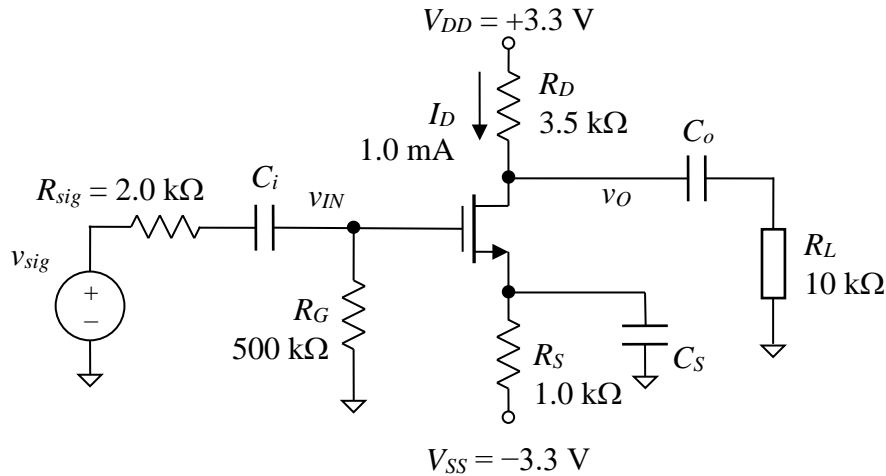 V_DD = +3.3 V
R_D
3.5 kΩ
I_D
1.0 mA
C_o
R_sig = 2.0 kΩ
C_i
v_IN
v_O
v_sig
+
−
R_G
500 kΩ
R_L
10 kΩ
R_S
1.0 kΩ
C_S
V_SS = −3.3 V